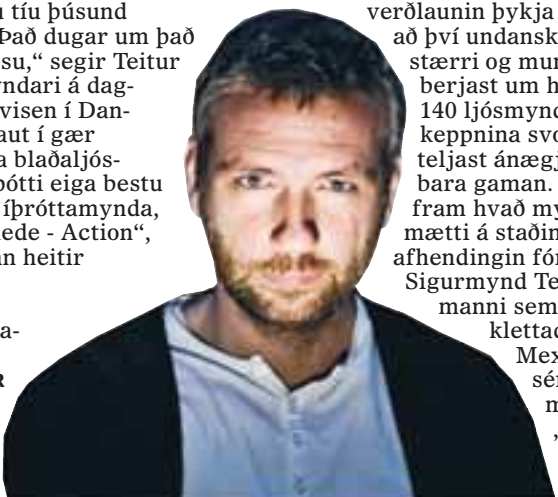 tíu þúsund
Það dugar um það
su,“ segir Teitur
yndari á dag-
visen í Dan-
aut í gær
a blaðaljós-
þótti eiga bestu
íþróttamynda,
ede - Action“,
n heitir
a-
R
verðlaunin þykja
að því undansk
stærri og mun
berjast um h
140 ljósmynd
keppnina svo
teljast ánægj
bara gaman.
fram hvað my
mætti á staðin
afhendingin fór
Sigurmynd Te
manni sem
klettad
Mex
sér
m